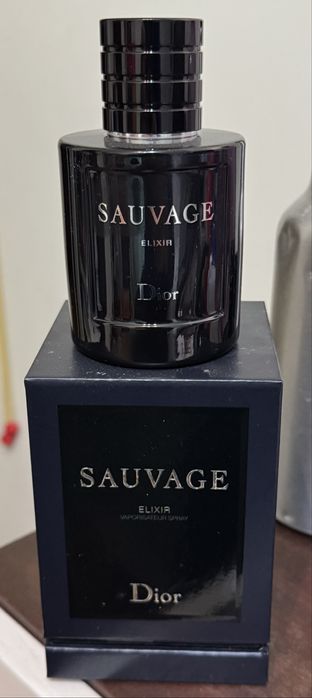 SAUVAGE
ELIXIR
Dior
SAUVAGE
ELIXIR
VAPORISATEUR SPRAY
Dior